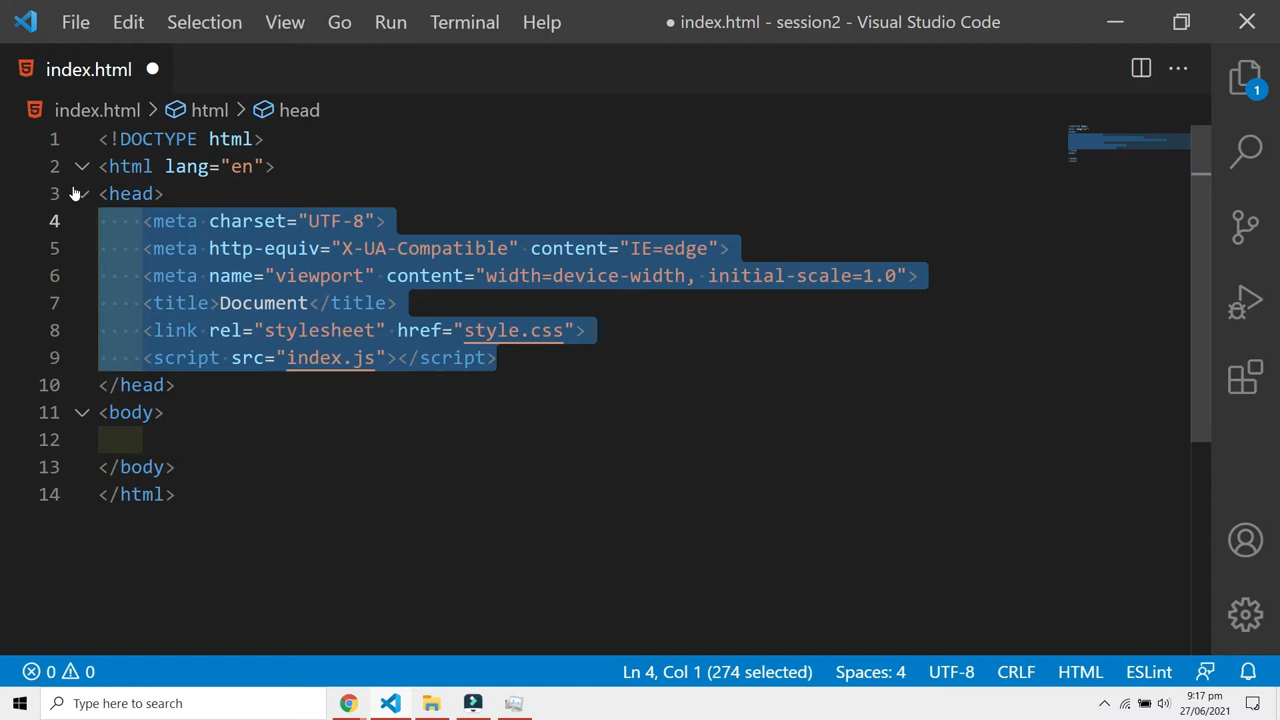 File Edit Selection View Go Run Terminal Help ● index.html - session2 - Visual Studio Code
index.html
index.html > html > head
1 <!DOCTYPE html>
2 <html lang="en">
3 <head>
4 <meta charset="UTF-8">
5 <meta http-equiv="X-UA-Compatible" content="IE=edge">
6 <meta name="viewport" content="width=device-width, initial-scale=1.0">
7 <title>Document</title>
8 <link rel="stylesheet" href="style.css">
9 <script src="index.js"></script>
10 </head>
11 <body>
12
13 </body>
14 </html>
1
0 0 Ln 4, Col 1 (274 selected) Spaces: 4 UTF-8 CRLF HTML ESLint
Type here to search
9:17 pm
27/06/2021